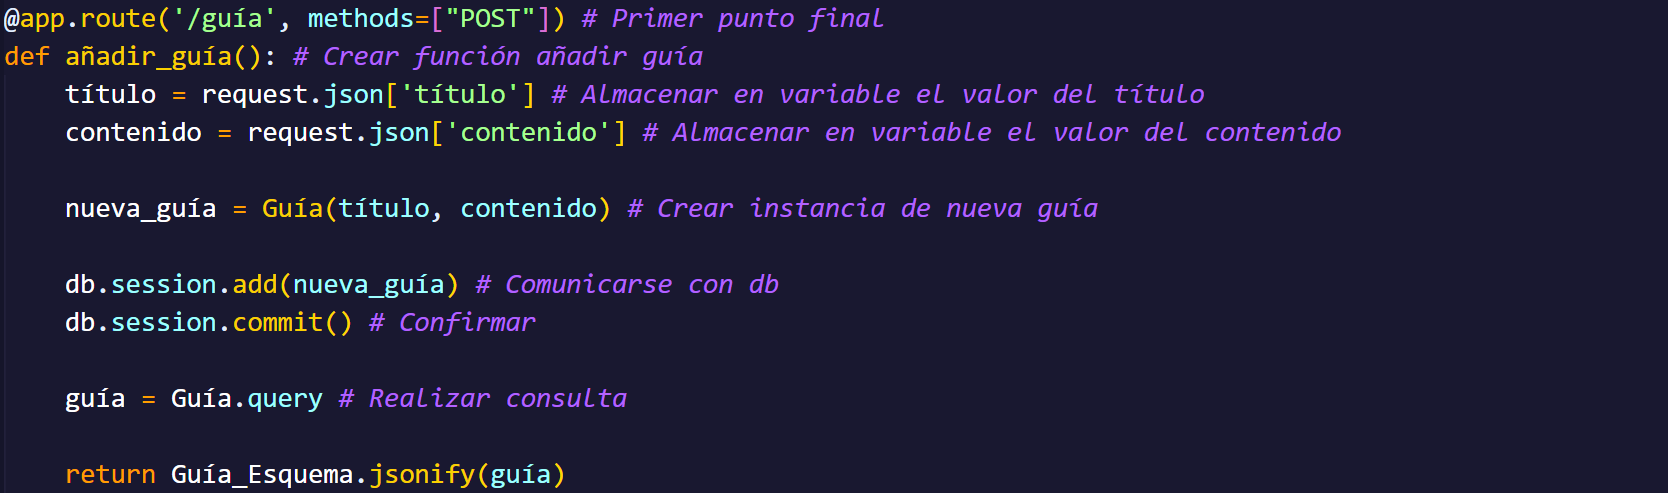 @app.route('/guía', methods=["POST"]) # Primer punto final
def añadir_guía(): # Crear función añadir guía
    título = request.json['título'] # Almacenar en variable el valor del título
    contenido = request.json['contenido'] # Almacenar en variable el valor del contenido

    nueva_guía = Guía(título, contenido) # Crear instancia de nueva guía

    db.session.add(nueva_guía) # Comunicarse con db
    db.session.commit() # Confirmar

    guía = Guía.query # Realizar consulta

    return Guía_Esquema.jsonify(guía)